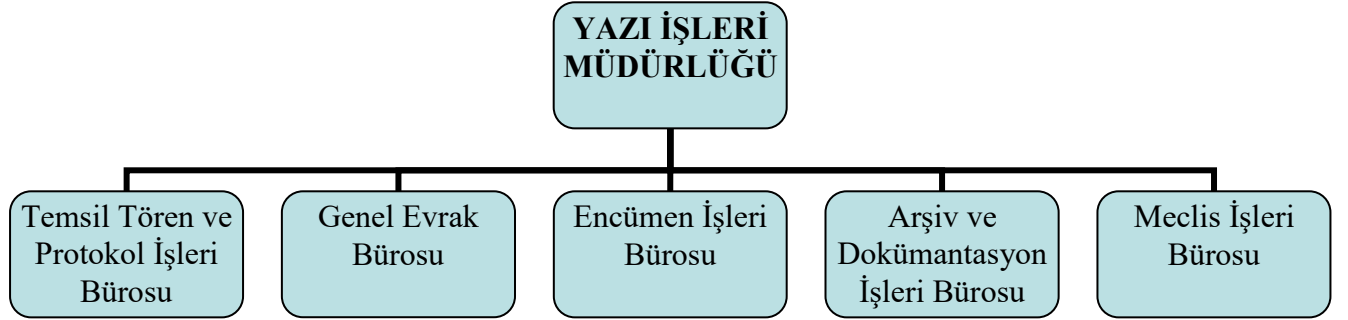 YAZI İŞLERİ
MÜDÜRLÜĞÜ
Temsil Tören ve
Protokol İşleri
Bürosu
Genel Evrak
Bürosu
Encümen İşleri
Bürosu
Arşiv ve
Dokümantasyon
İşleri Bürosu
Meclis İşleri
Bürosu